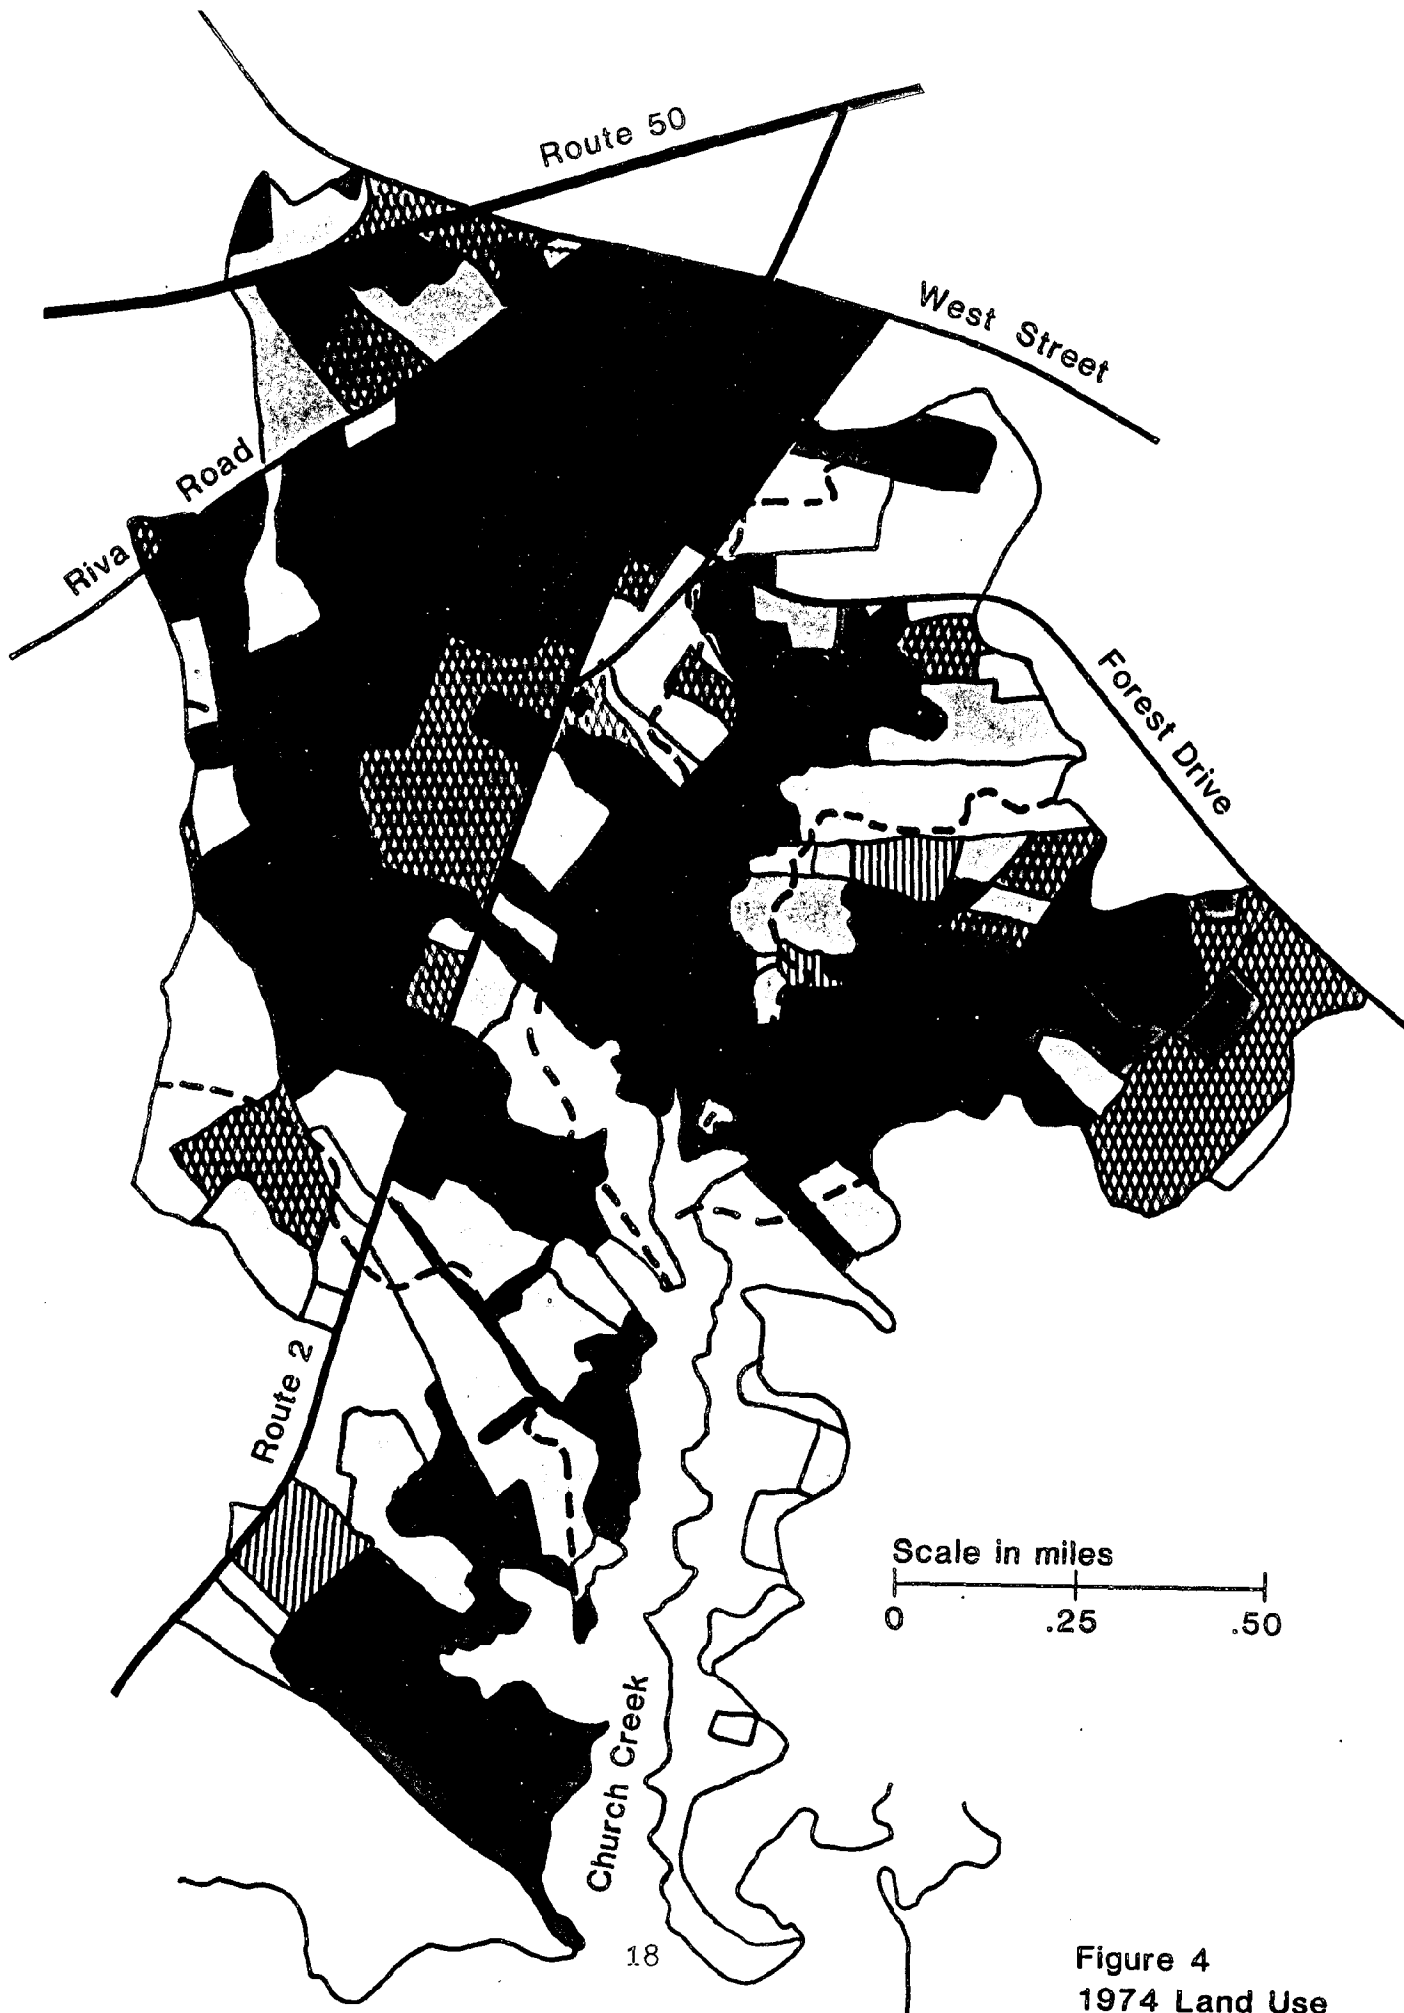 Route 50
West Street
Riva Road
Forest Drive
Route 2
Scale in miles
0 .25 .50
Church Creek
18
Figure 4
1974 Land Use